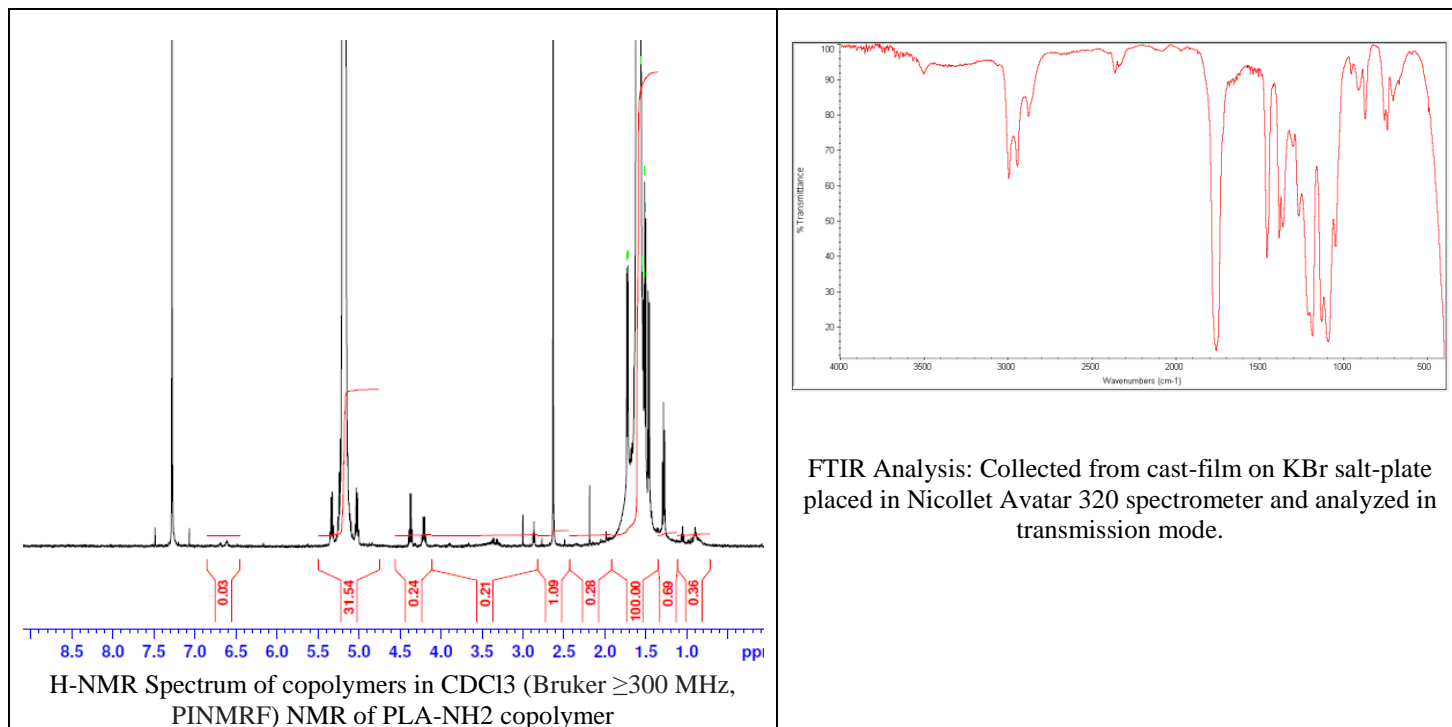 0.03
31.54
0.24
0.21
1.09
0.28
100.00
0.69
0.36
8.5 8.0 7.5 7.0 6.5 6.0 5.5 5.0 4.5 4.0 3.5 3.0 2.5 2.0 1.5 1.0 ppm
H-NMR Spectrum of copolymers in CDCl3 (Bruker ≥300 MHz,
PINMRF) NMR of PLA-NH2 copolymer
% Transmittance
100
90
80
70
60
50
40
30
20
4000 3500 3000 2500 2000 1500 1000 500
Wavenumbers (cm-1)
FTIR Analysis: Collected from cast-film on KBr salt-plate
placed in Nicollet Avatar 320 spectrometer and analyzed in
transmission mode.